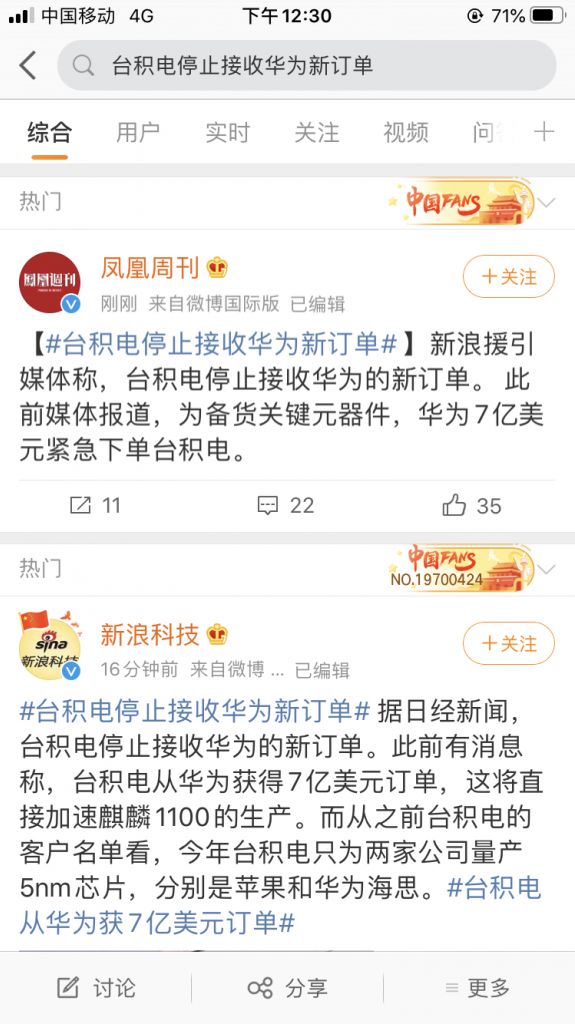 中国移动 4G 下午12:30 71%
台积电停止接收华为新订单
综合 用户 实时 关注 视频 问
热门 中国FANS
凤凰周刊
鳳凰週刊
+关注
刚刚 来自微博国际版 已编辑
【#台积电停止接收华为新订单#】新浪援引
媒体称，台积电停止接收华为的新订单。 此
前媒体报道，为备货关键元器件，华为7亿美
元紧急下单台积电。
11 22 35
热门 中国FANS
NO.19700424
新浪科技
sina
新浪科技
+关注
16分钟前 来自微博 ... 已编辑
#台积电停止接收华为新订单# 据日经新闻，
台积电停止接收华为的新订单。此前有消息
称，台积电从华为获得7亿美元订单，这将直
接加速麒麟1100的生产。而从之前台积电的
客户名单看，今年台积电只为两家公司量产
5nm芯片，分别是苹果和华为海思。#台积电
从华为获7亿美元订单#
讨论 分享 更多